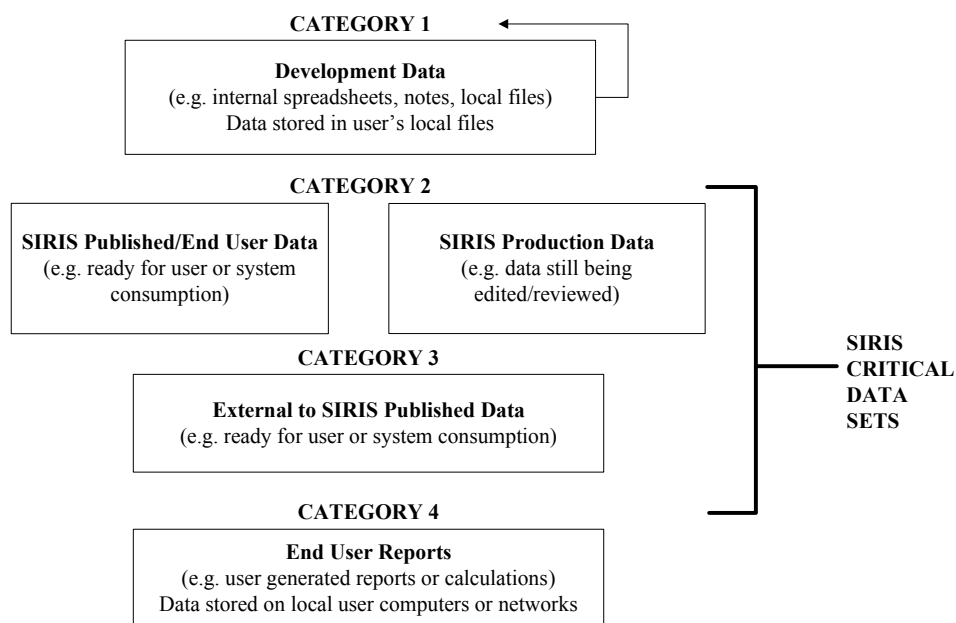 CATEGORY 1
Development Data
(e.g. internal spreadsheets, notes, local files)
Data stored in user’s local files
CATEGORY 2
SIRIS Published/End User Data
(e.g. ready for user or system
consumption)
SIRIS Production Data
(e.g. data still being
edited/reviewed)
CATEGORY 3
External to SIRIS Published Data
(e.g. ready for user or system consumption)
SIRIS
CRITICAL
DATA
SETS
CATEGORY 4
End User Reports
(e.g. user generated reports or calculations)
Data stored on local user computers or networks